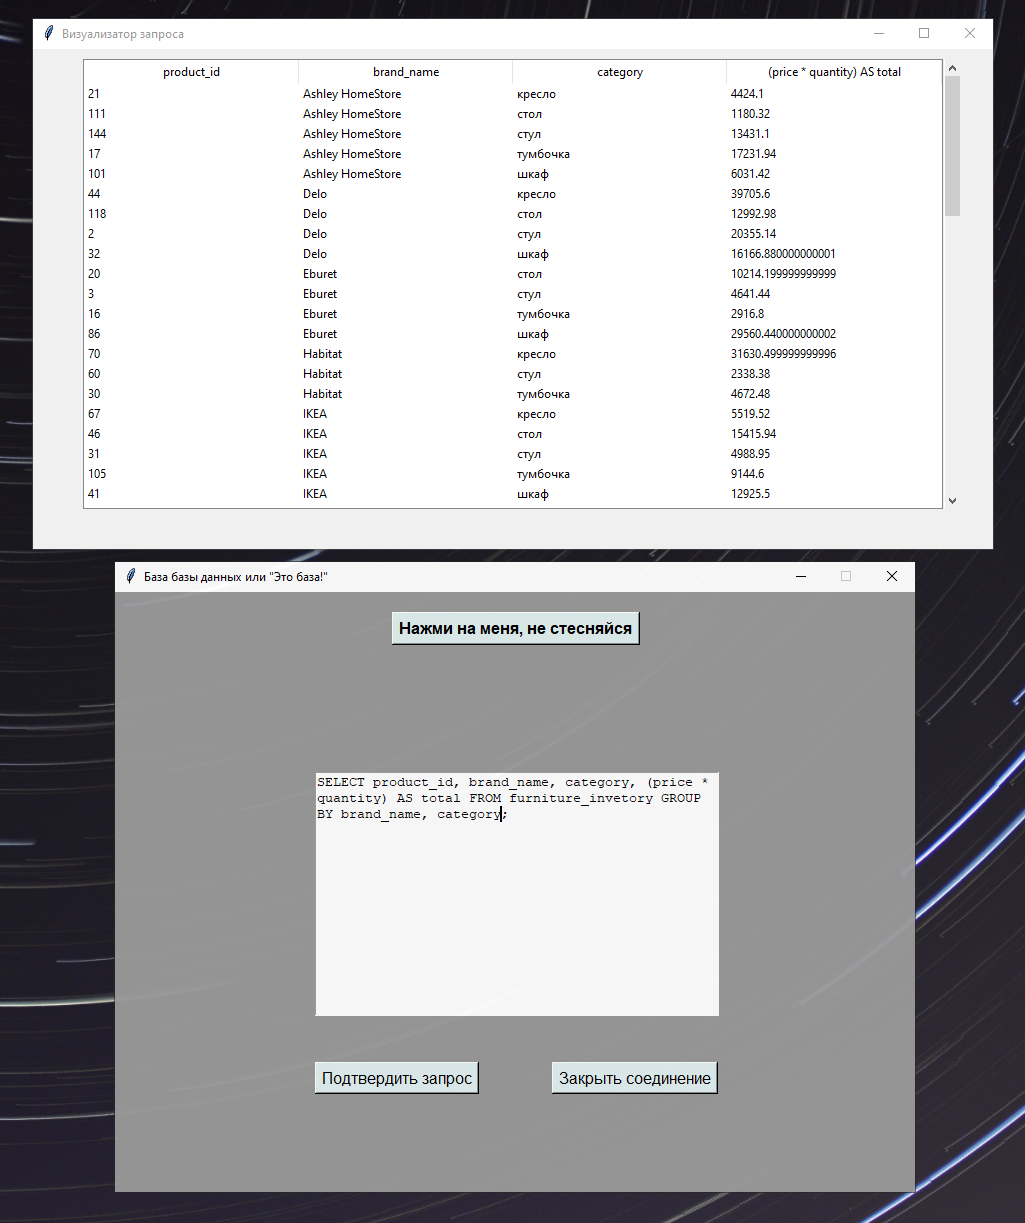 Визуализатор запроса
product_id brand_name category (price * quantity) AS total
21 Ashley HomeStore кресло 4424.1
111 Ashley HomeStore стол 1180.32
144 Ashley HomeStore стул 13431.1
17 Ashley HomeStore тумбочка 17231.94
101 Ashley HomeStore шкаф 6031.42
44 Delo кресло 39705.6
118 Delo стол 12992.98
2 Delo стул 20355.14
32 Delo шкаф 16166.880000000001
20 Eburet стол 10214.199999999999
3 Eburet стул 4641.44
16 Eburet тумбочка 2916.8
86 Eburet шкаф 29560.440000000002
70 Habitat кресло 31630.499999999996
60 Habitat стул 2338.38
30 Habitat тумбочка 4672.48
67 IKEA кресло 5519.52
46 IKEA стол 15415.94
31 IKEA стул 4988.95
105 IKEA тумбочка 9144.6
41 IKEA шкаф 12925.5
База базы данных или "Это база!"
Нажми на меня, не стесняйся
SELECT product_id, brand_name, category, (price *
quantity) AS total FROM furniture_invetory GROUP
BY brand_name, category;
Подтвердить запрос Закрыть соединение